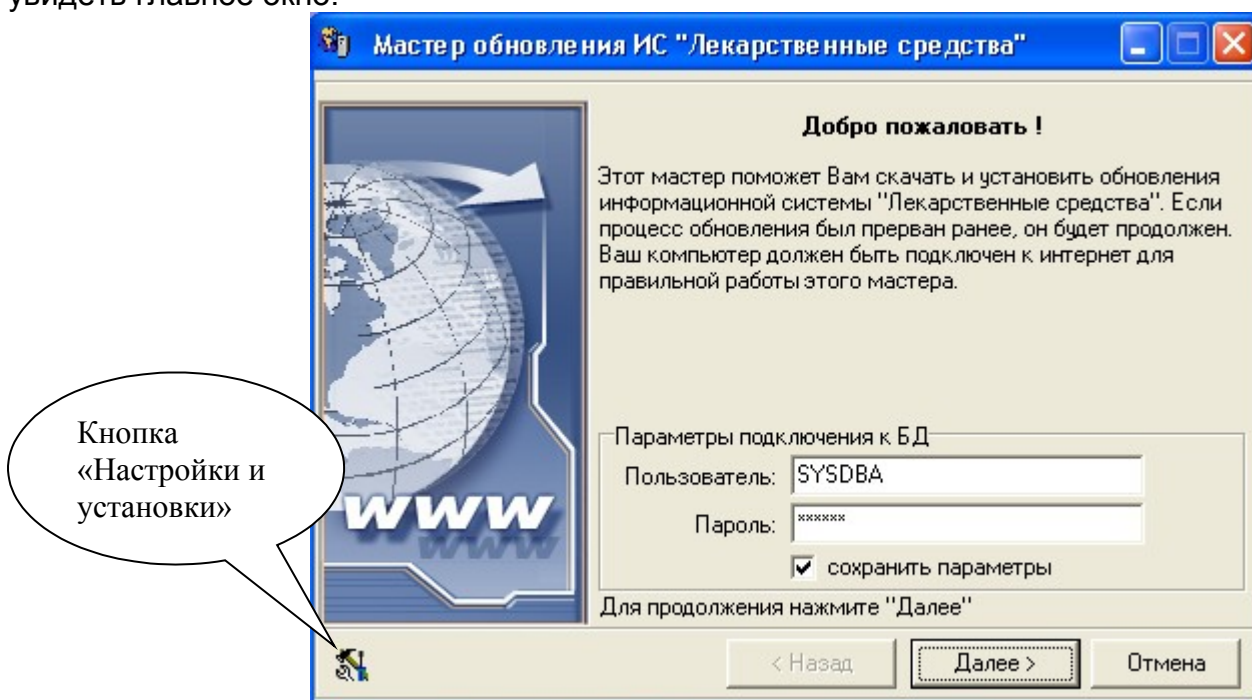 увидеть главное окно:
Мастер обновления ИС "Лекарственные средства"
Добро пожаловать !
Этот мастер поможет Вам скачать и установить обновления
информационной системы "Лекарственные средства". Если
процесс обновления был прерван ранее, он будет продолжен.
Ваш компьютер должен быть подключен к интернет для
правильной работы этого мастера.
Кнопка
«Настройки и
установки»
www
www
Параметры подключения к БД
Пользователь: SYSDBA
Пароль: ******
сохранить параметры
Для продолжения нажмите "Далее"
< Назад Далее > Отмена